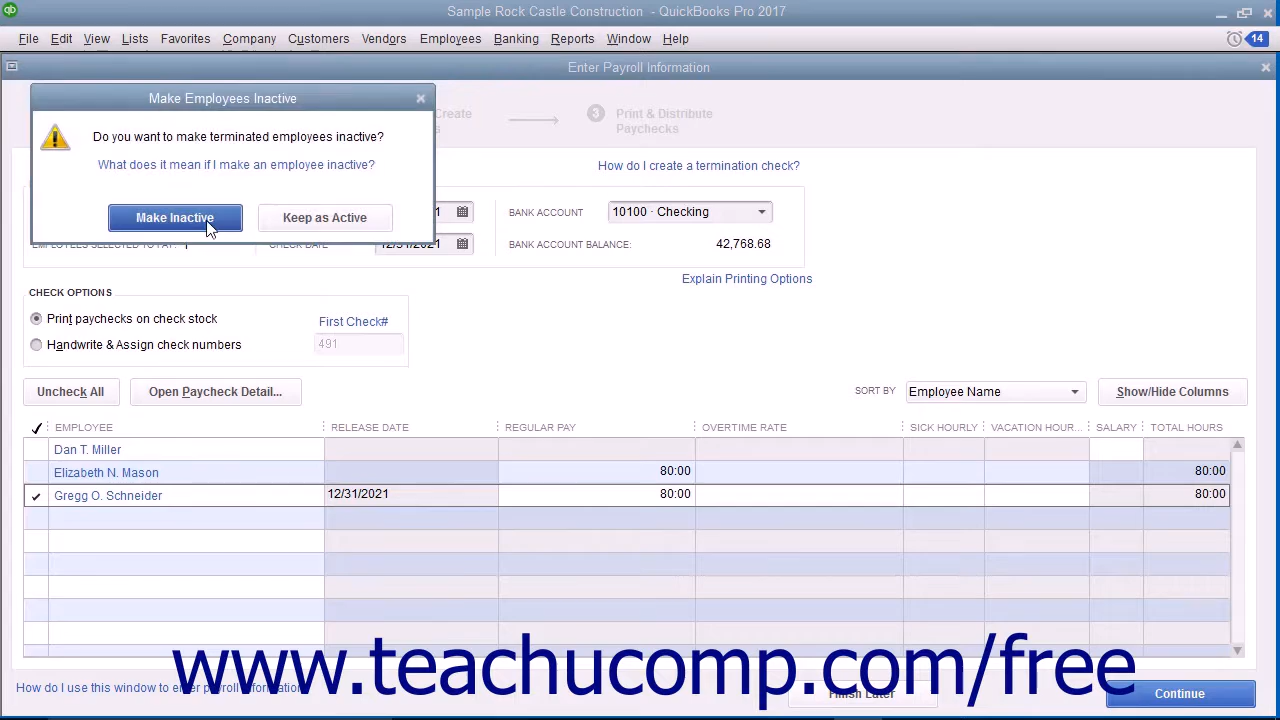 Sample Rock Castle Construction - QuickBooks Pro 2017
File Edit View Lists Favorites Company Customers Vendors Employees Banking Reports Window Help 14
Enter Payroll Information
Make Employees Inactive
Create
3 Print & Distribute
Paychecks
Do you want to make terminated employees inactive?
What does it mean if I make an employee inactive?
How do I create a termination check?
Make Inactive Keep as Active
BANK ACCOUNT 10100 · Checking
EMPLOYEES SELECTED TO PAY: 1 CHECK DATE 12/31/2021 BANK ACCOUNT BALANCE: 42,768.68
Explain Printing Options
CHECK OPTIONS
Print paychecks on check stock First Check#
Handwrite & Assign check numbers 491
Uncheck All Open Paycheck Detail... SORT BY Employee Name Show/Hide Columns
EMPLOYEE RELEASE DATE REGULAR PAY OVERTIME RATE SICK HOURLY VACATION HOUR... SALARY TOTAL HOURS
Dan T. Miller
Elizabeth N. Mason 80:00 80:00
Gregg O. Schneider 12/31/2021 80:00 80:00
www.teachucomp.com/free
How do I use this window to enter payroll information? Finish Later Continue